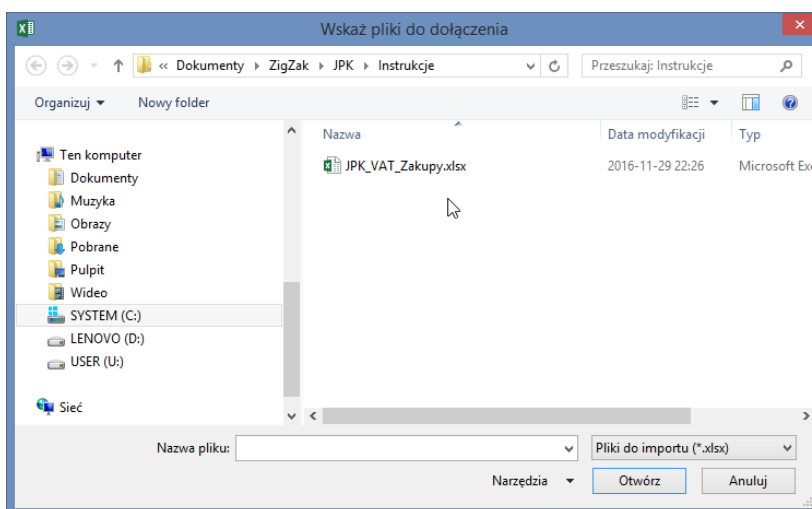 Wskaż pliki do dołączenia
« Dokumenty ZigZak JPK Instrukcje
Przeszukaj: Instrukcje
Organizuj Nowy folder
Nazwa Data modyfikacji Typ
JPK_VAT_Zakupy.xlsx 2016-11-29 22:26 Microsoft Exc
Ten komputer
Dokumenty
Muzyka
Obrazy
Pobrane
Pulpit
Wideo
SYSTEM (C:)
LENOVO (D:)
USER (U:)
Sieć
Nazwa pliku: Pliki do importu (*.xlsx)
Narzędzia Otwórz Anuluj